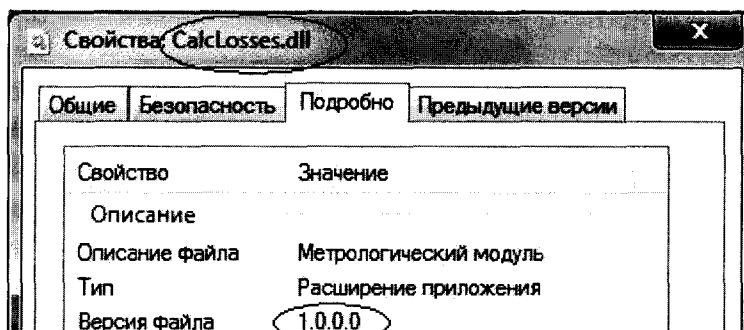 Свойства: CalcLosses.dll
x
Общие Безопасность Подробно Предыдущие версии
Свойство Значение
Описание
Описание файла Метрологический модуль
Тип Расширение приложения
Версия файла 1.0.0.0